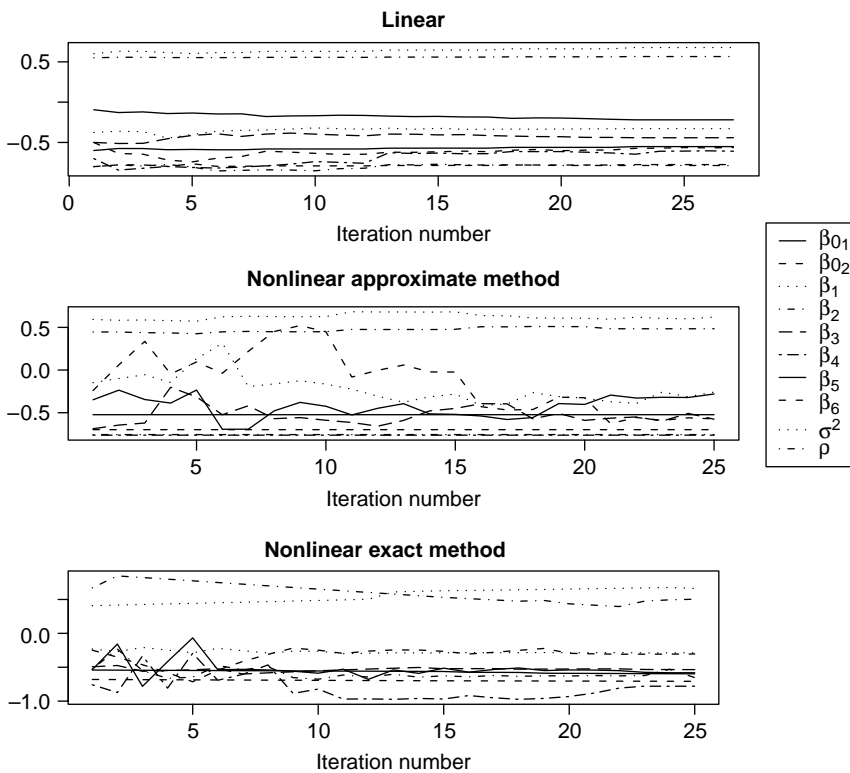 Linear
0.5
−0.5
0 5 10 15 20 25
Iteration number
Nonlinear approximate method
0.5
0.0
−0.5
5 10 15 20 25
Iteration number
Nonlinear exact method
0.0
−1.0
5 10 15 20 25
Iteration number
β01
β02
β1
β2
β3
β4
β5
β6
σ2
ρ